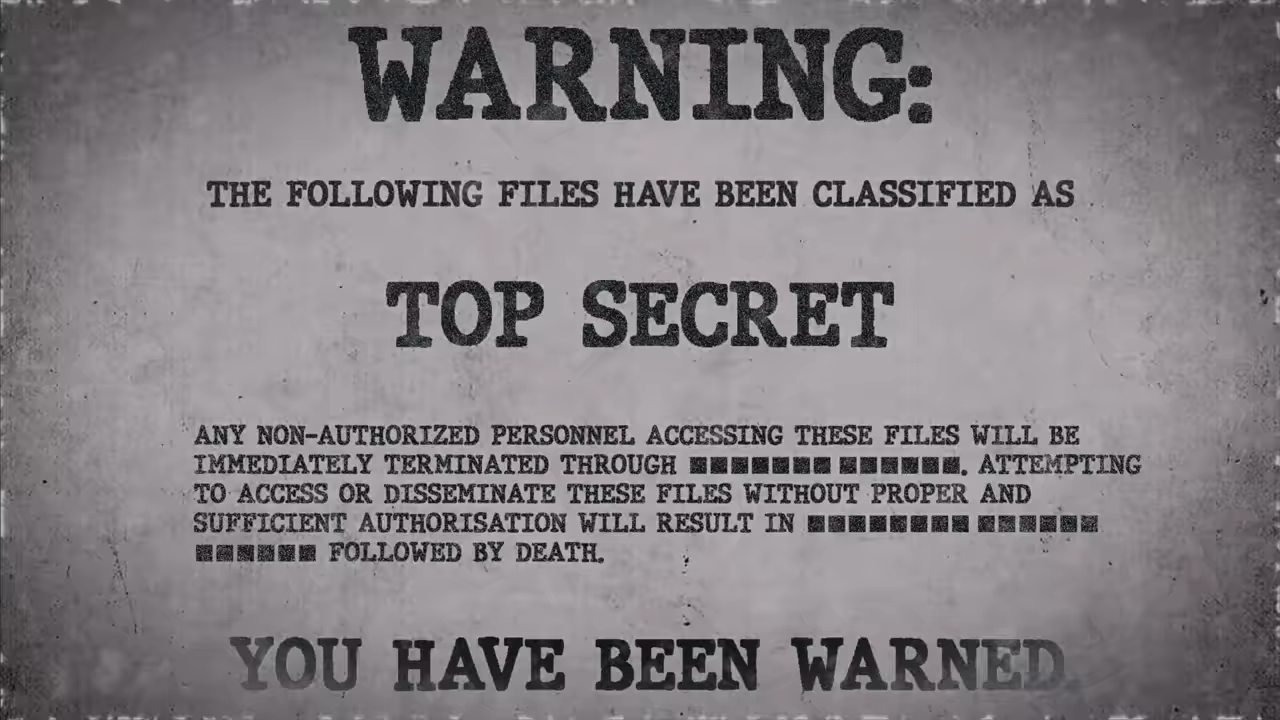 WARNING:
THE FOLLOWING FILES HAVE BEEN CLASSIFIED AS
TOP SECRET
ANY NON-AUTHORIZED PERSONNEL ACCESSING THESE FILES WILL BE
IMMEDIATELY TERMINATED THROUGH ■■■■■■■ ■■■■■■. ATTEMPTING
TO ACCESS OR DISSEMINATE THESE FILES WITHOUT PROPER AND
SUFFICIENT AUTHORISATION WILL RESULT IN ■■■■■■■■ ■■■■■■
■■■■■■ FOLLOWED BY DEATH.
YOU HAVE BEEN WARNED.